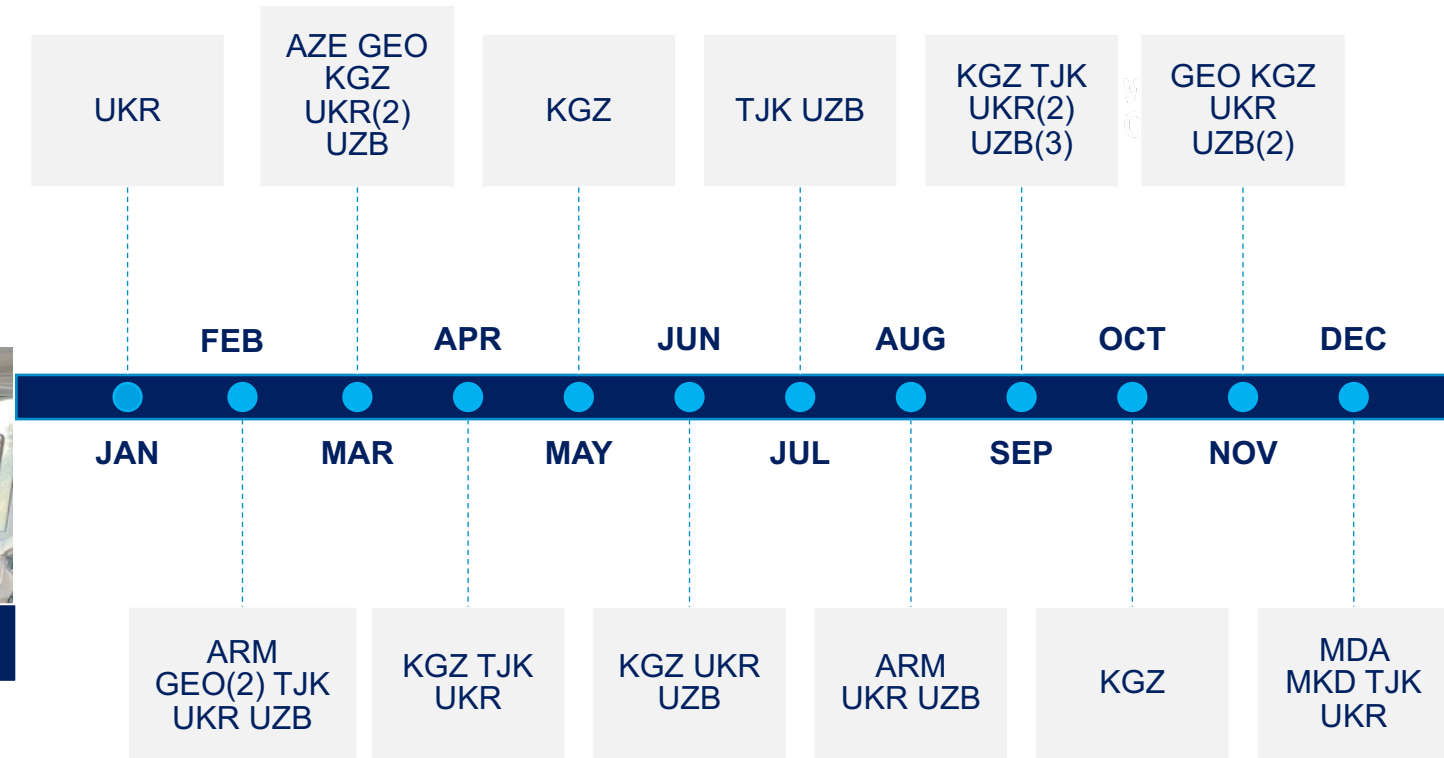 UKR
AZE GEO
KGZ
UKR(2)
UZB
KGZ
TJK UZB
KGZ TJK
UKR(2)
UZB(3)
GEO KGZ
UKR
UZB(2)
FEB
APR
JUN
AUG
OCT
DEC
JAN
MAR
MAY
JUL
SEP
NOV
ARM
GEO(2) TJK
UKR UZB
KGZ TJK
UKR
KGZ UKR
UZB
ARM
UKR UZB
KGZ
MDA
MKD TJK
UKR